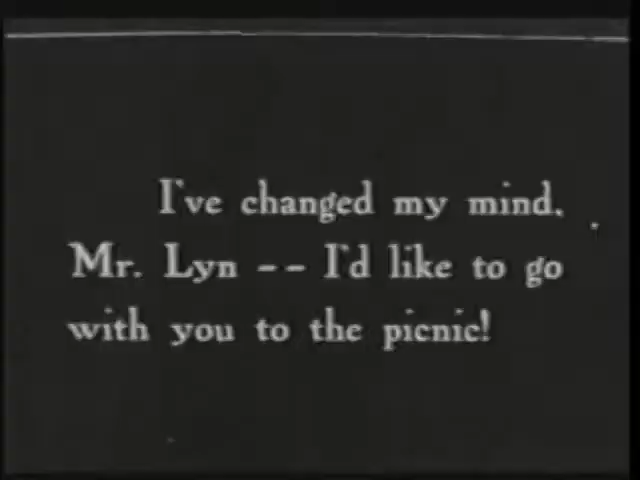 I've changed my mind,
Mr. Lyn -- I'd like to go
with you to the picnic!